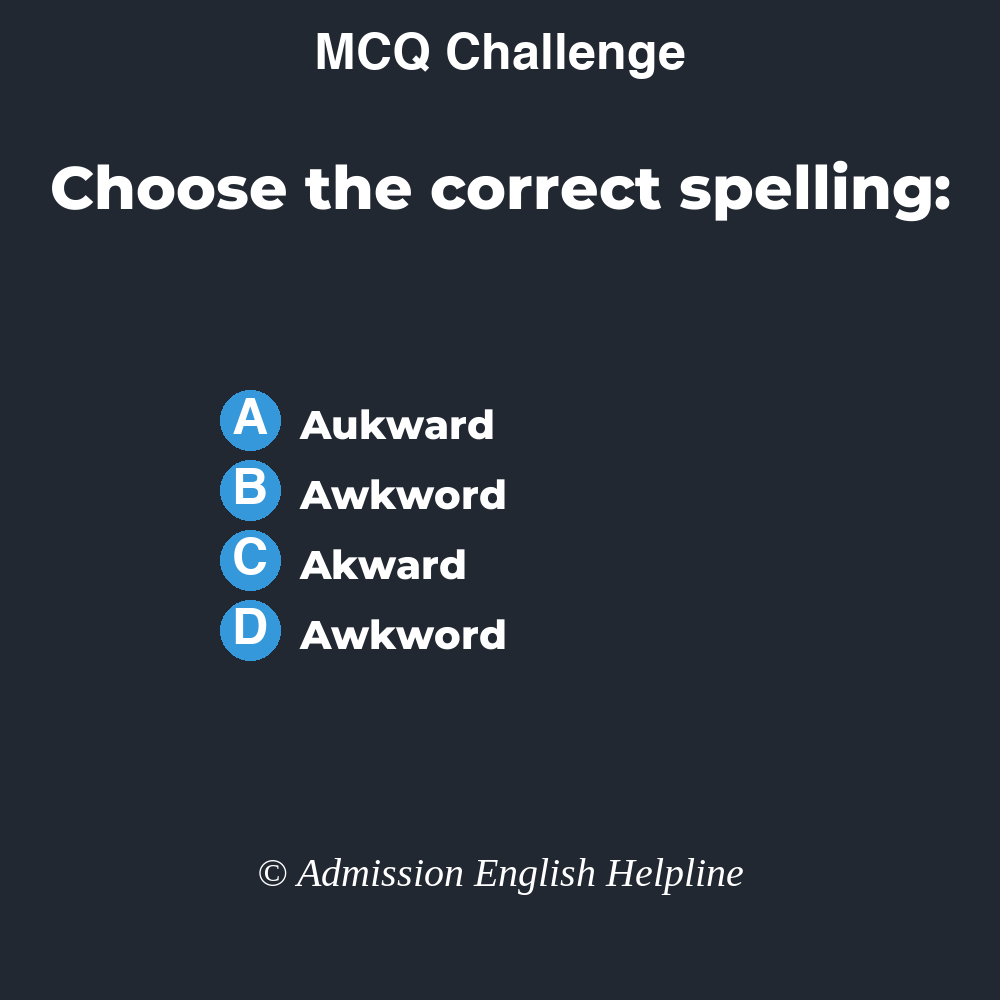 MCQ Challenge
Choose the correct spelling:
A Aukward
B Awkword
C Akward
D Awkword
© Admission English Helpline